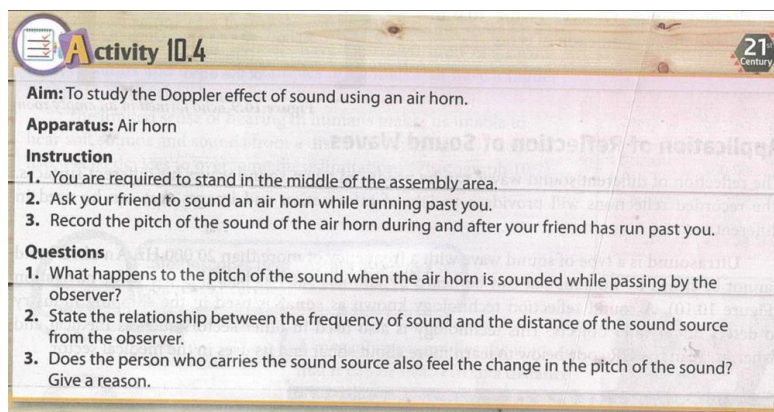 Activity 10.4
21st
Century
Aim: To study the Doppler effect of sound using an air horn.
Apparatus: Air horn
Instruction
1. You are required to stand in the middle of the assembly area.
2. Ask your friend to sound an air horn while running past you.
3. Record the pitch of the sound of the air horn during and after your friend has run past you.
Questions
1. What happens to the pitch of the sound when the air horn is sounded while passing by the
observer?
2. State the relationship between the frequency of sound and the distance of the sound source
from the observer.
3. Does the person who carries the sound source also feel the change in the pitch of the sound?
Give a reason.